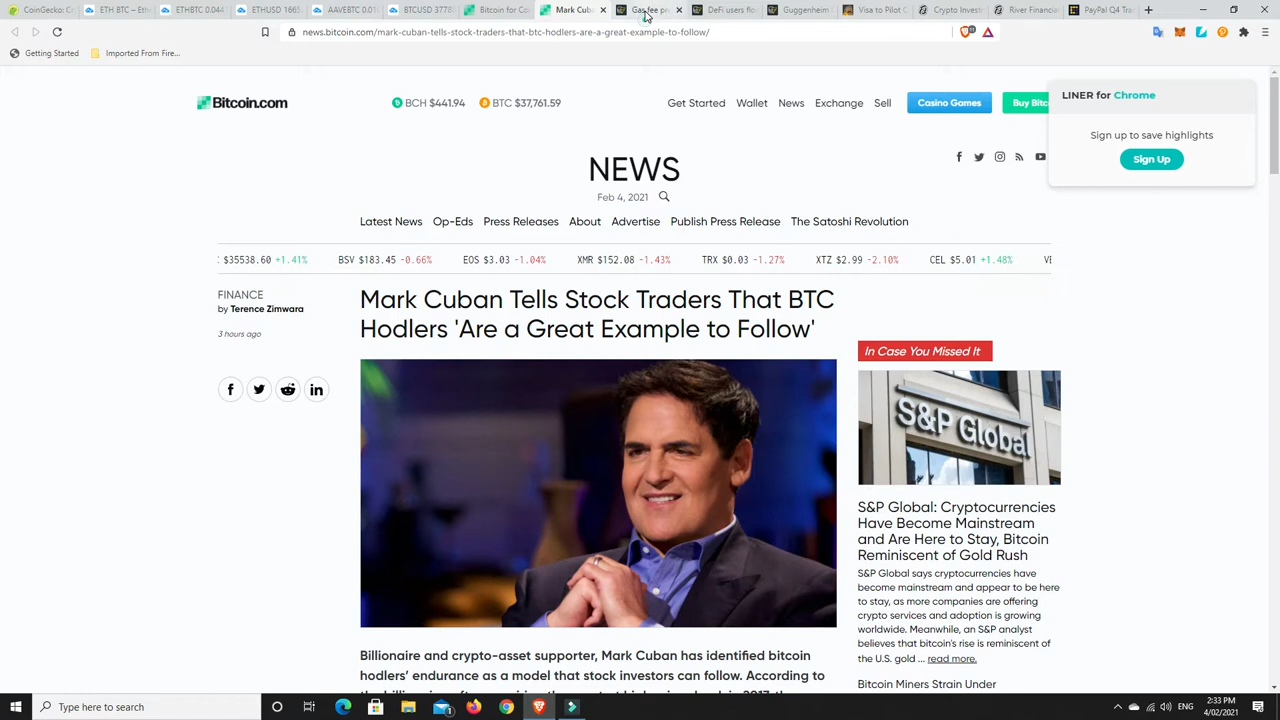 CoinGecko: Cr
ETH BTC – Ethe
ETHBTC 0.044
ETHUSD 1665.
AAVEBTC 0.01
BTCUSD 3778
Bitcoin for Co
Mark Cub
Gas fee pe
DeFi users flo
Guggenheim
Visa to Pilot C
Crypto Invest
River Financia
PayPal Q4 Tra
news.bitcoin.com/mark-cuban-tells-stock-traders-that-btc-hodlers-are-a-great-example-to-follow/
Getting Started
Imported From Fire...
Bitcoin.com
BCH $441.94
BTC $37,761.59
Get Started
Wallet
News
Exchange
Sell
Casino Games
Buy Bitc
LINER for Chrome
Sign up to save highlights
Sign Up
NEWS
Feb 4, 2021
Latest News
Op-Eds
Press Releases
About
Advertise
Publish Press Release
The Satoshi Revolution
$35538.60 +1.41%
BSV $183.45 -0.66%
EOS $3.03 -1.04%
XMR $152.08 -1.43%
TRX $0.03 -1.27%
XTZ $2.99 -2.10%
CEL $5.01 +1.48%
FINANCE
by Terence Zimwara
3 hours ago
Mark Cuban Tells Stock Traders That BTC
Hodlers 'Are a Great Example to Follow'
Billionaire and crypto-asset supporter, Mark Cuban has identified bitcoin
hodlers' endurance as a model that stock investors can follow. According to
In Case You Missed It
S&P Global
S&P Global: Cryptocurrencies
Have Become Mainstream
and Are Here to Stay, Bitcoin
Reminiscent of Gold Rush
S&P Global says cryptocurrencies have
become mainstream and appear to be here
to stay, as more companies are offering
crypto services and adoption is growing
worldwide. Meanwhile, an S&P analyst
believes that bitcoin's rise is reminiscent of
the U.S. gold ... read more.
Bitcoin Miners Strain Under
Type here to search
ENG
2:33 PM
4/02/2021